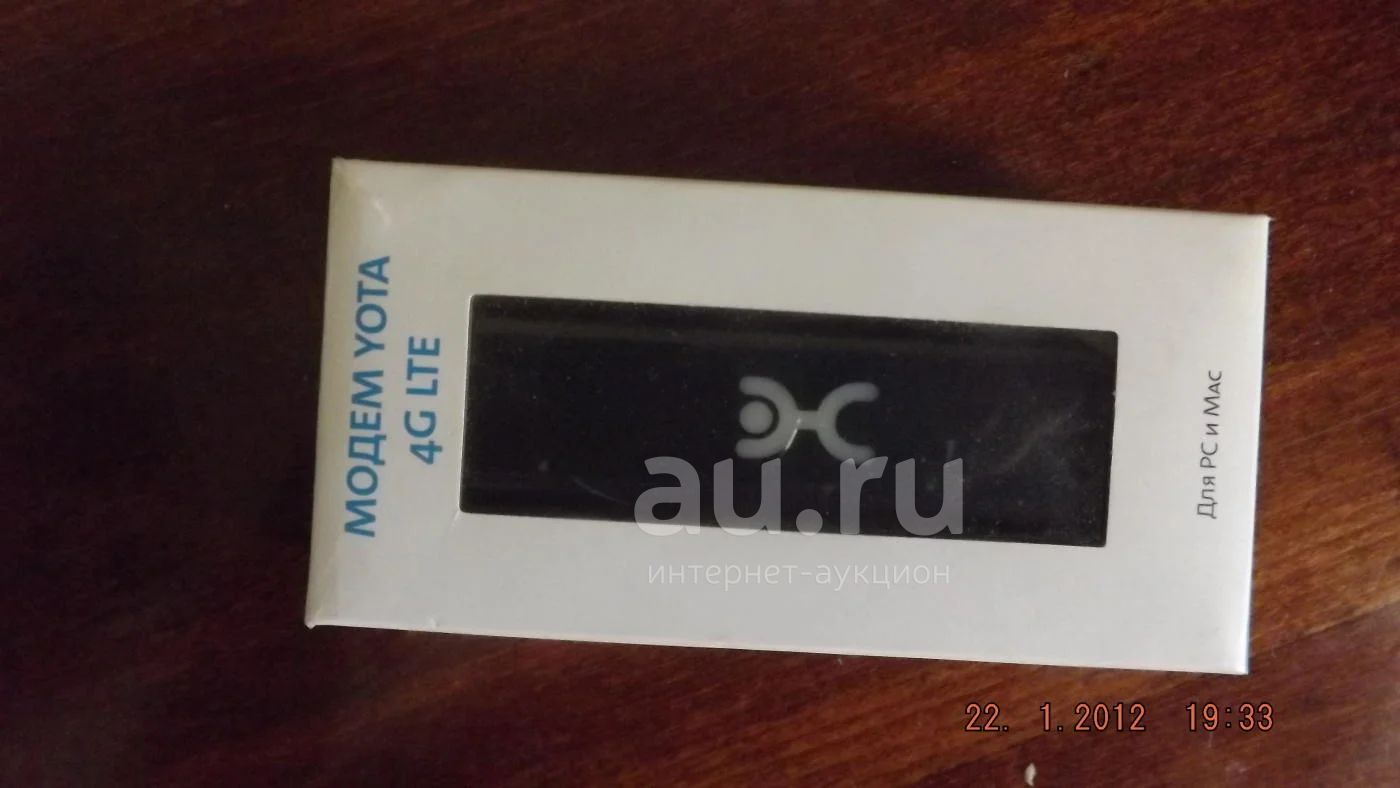 МОДЕМ YOTA
4G LTE
Для PC и Mac
au.ru
интернет-аукцион
22. 1.2012 19:33